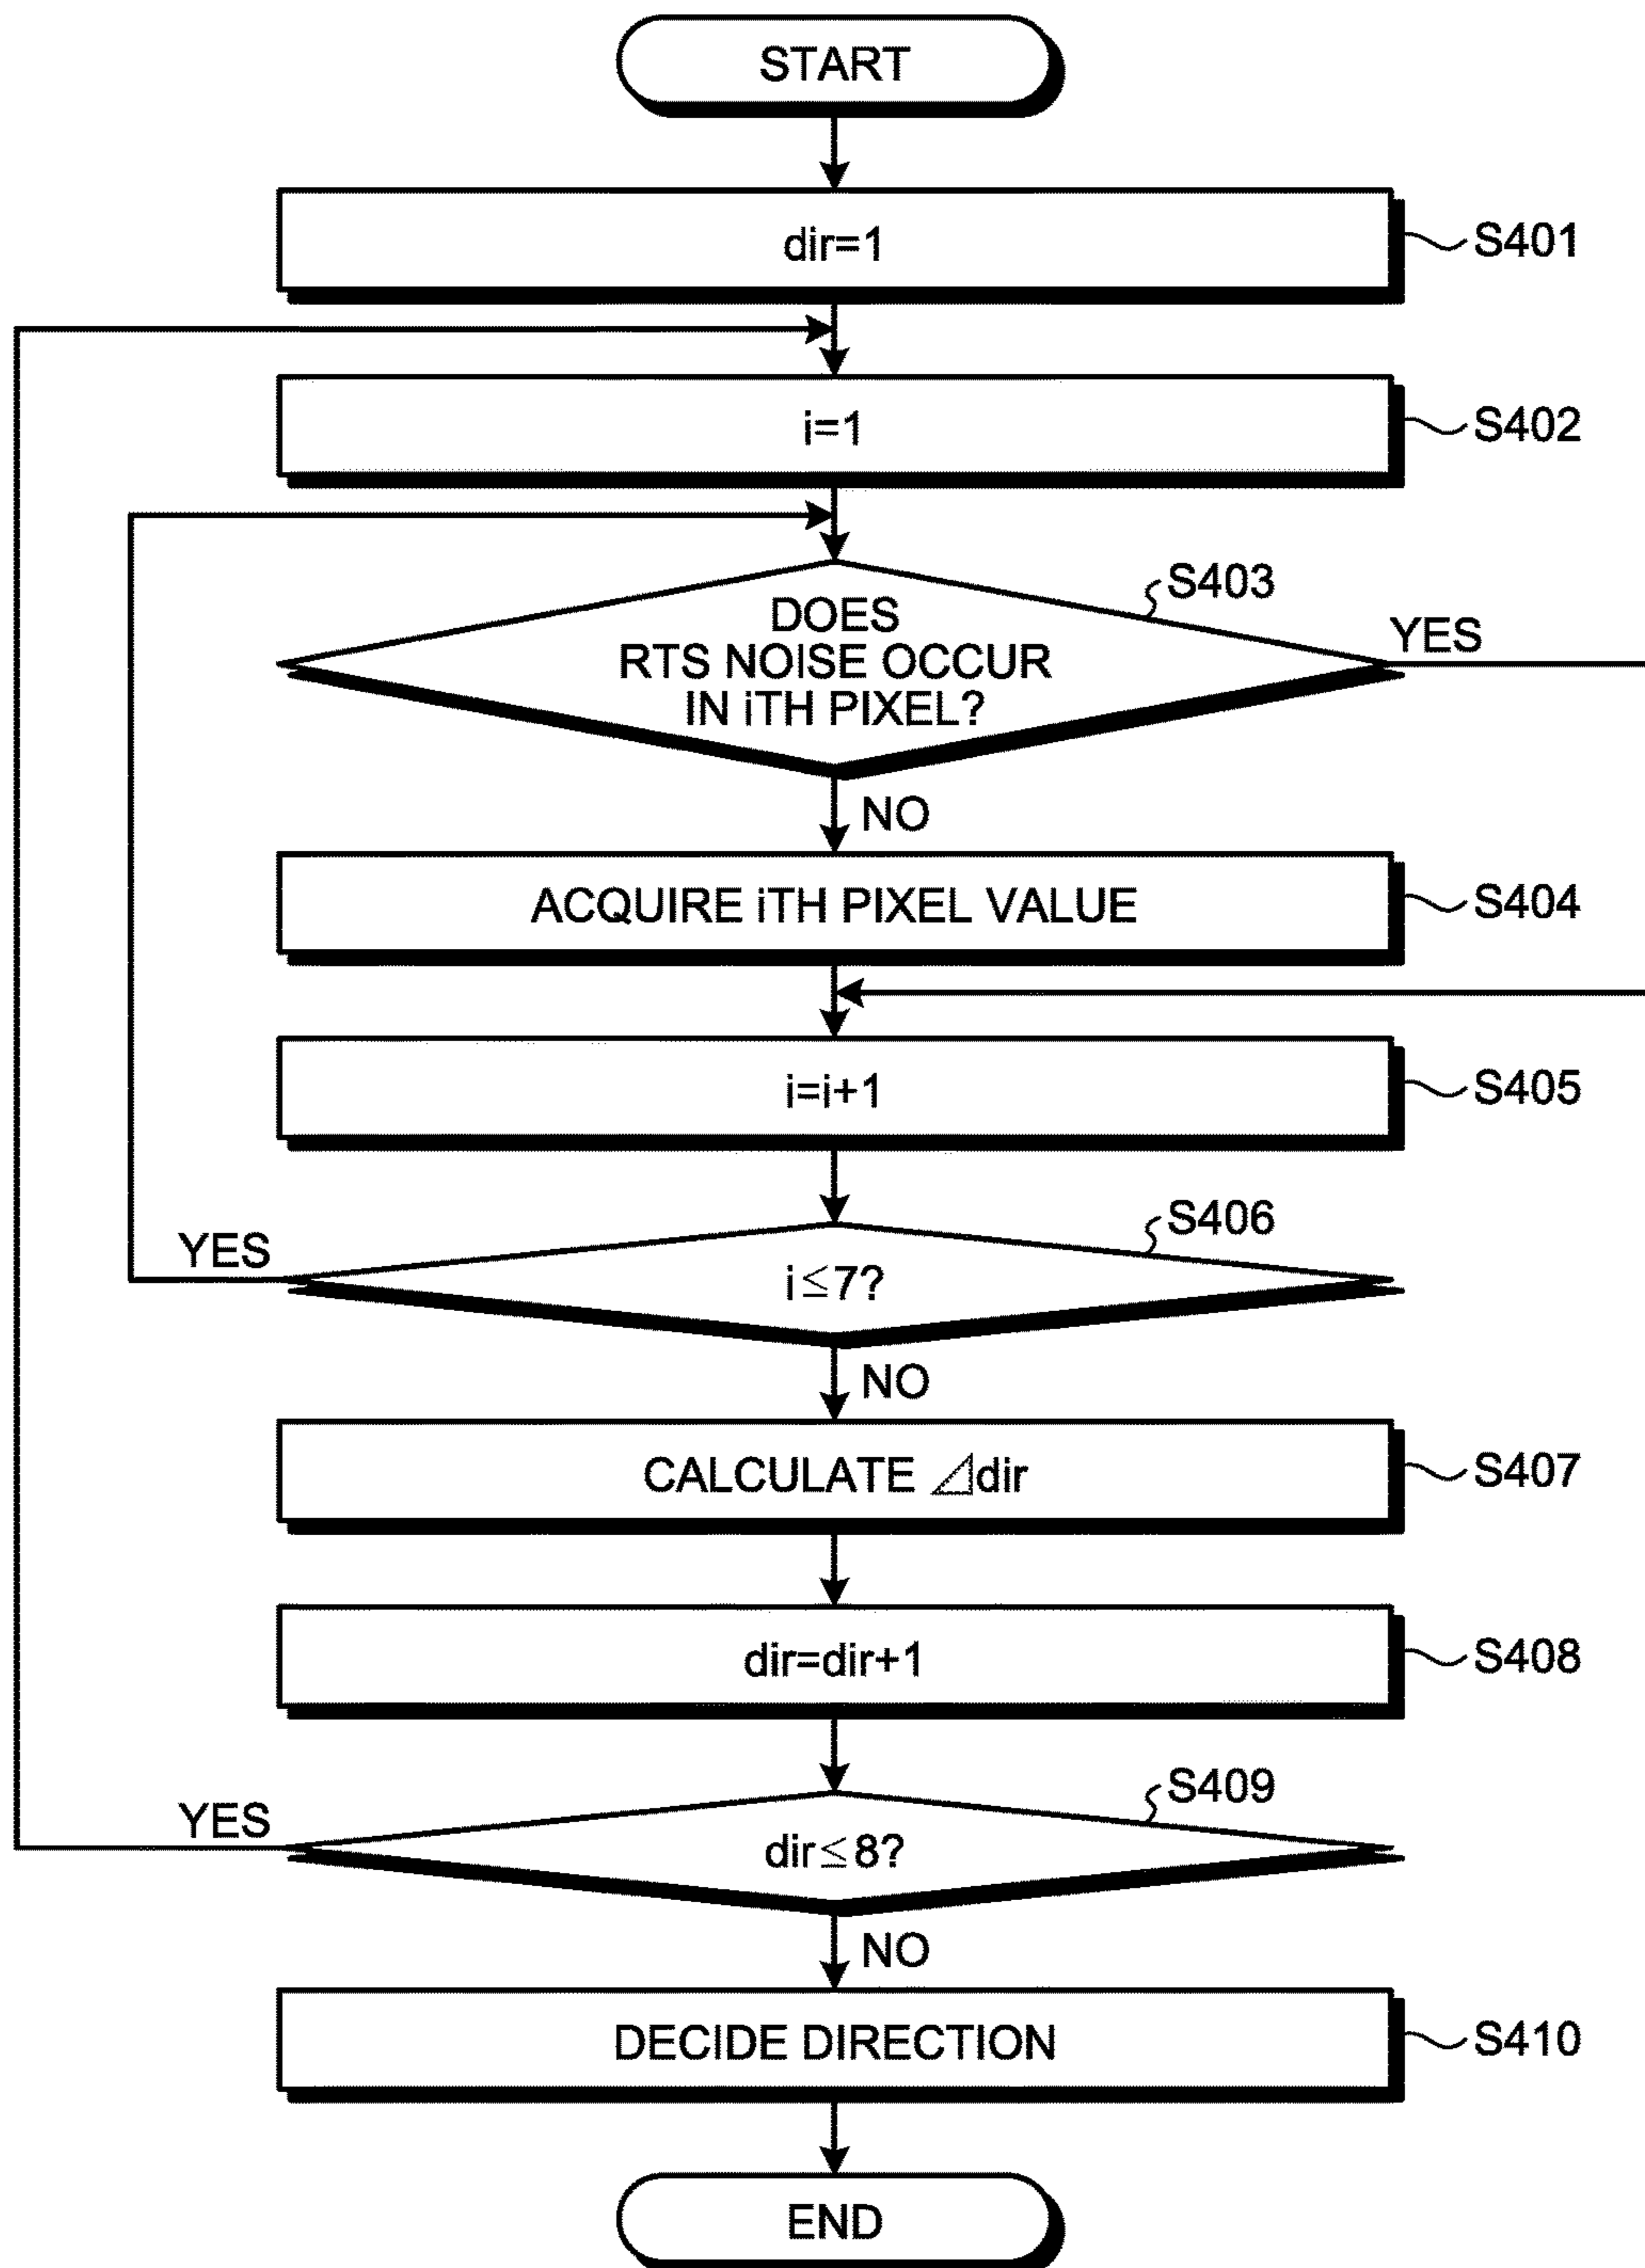 START
dir=1
S401
i=1
S402
S403
DOES
RTS NOISE OCCUR
IN iTH PIXEL?
YES
NO
ACQUIRE iTH PIXEL VALUE
S404
i=i+1
S405
S406
YES
i≦7?
NO
CALCULATE ⊿dir
S407
dir=dir+1
S408
S409
YES
dir≦8?
NO
DECIDE DIRECTION
S410
END